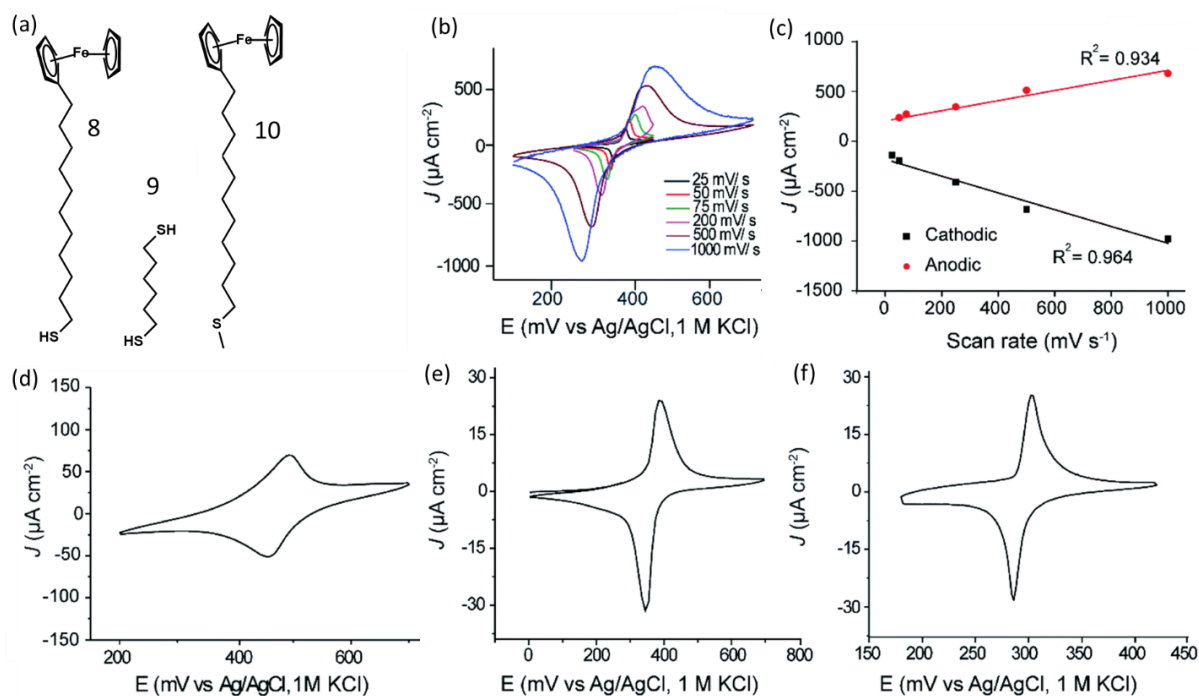 (a)
Fe
Fe
8
10
9
SH
HS
HS
S
(b)
1000
500
0
-500
-1000
J (µA cm⁻²)
25 mV/ s
50 mV/ s
75 mV/ s
200 mV/ s
500 mV/ s
1000 mV/ s
200
400
600
E (mV vs Ag/AgCl,1 M KCl)
(c)
1000
500
0
-500
-1000
-1500
J (µA cm⁻²)
R² = 0.934
Cathodic
Anodic
R² = 0.964
0
200
400
600
800
1000
Scan rate (mV s⁻¹)
(d)
150
100
50
0
-50
-100
-150
J (µA cm⁻²)
200
400
600
E (mV vs Ag/AgCl,1M KCl)
(e)
30
15
0
-15
-30
J (µA cm⁻²)
0
200
400
600
800
E (mV vs Ag/AgCl, 1 M KCl)
(f)
30
15
0
-15
-30
J (µA cm⁻²)
150
200
250
300
350
400
450
E (mV vs Ag/AgCl, 1 M KCl)